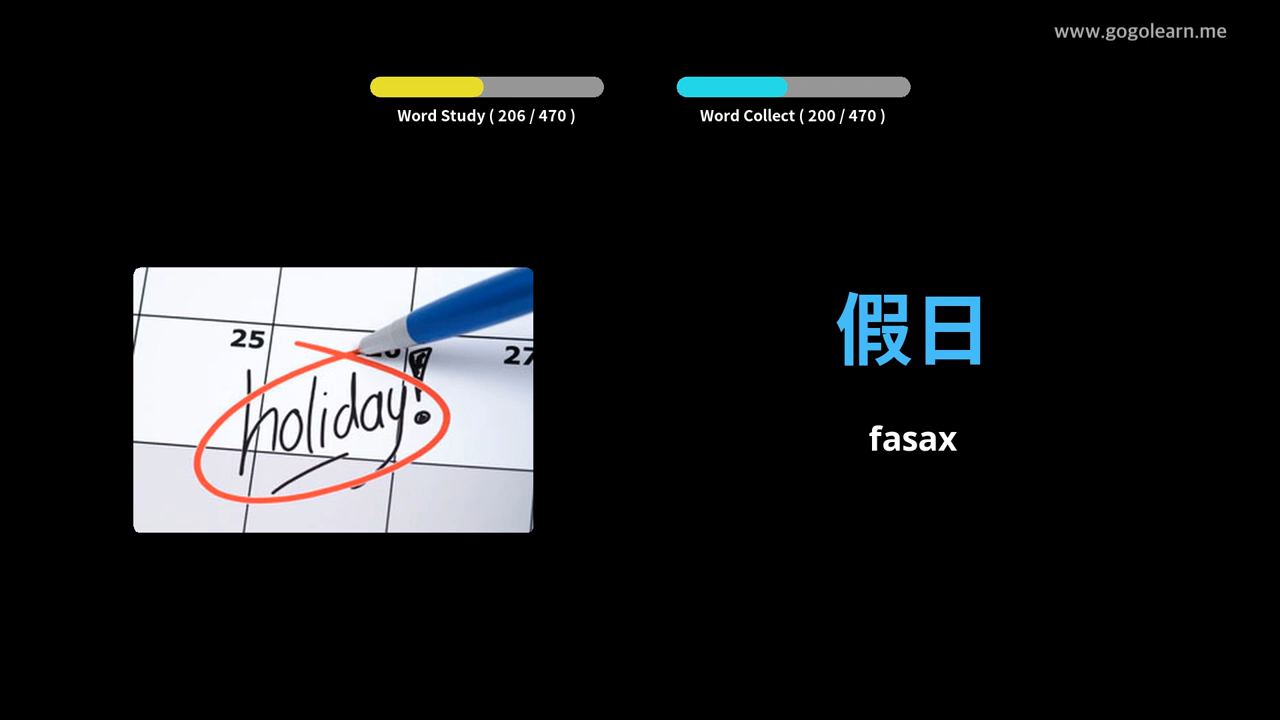 www.gogolearn.me
Word Study ( 206 / 470 )
Word Collect ( 200 / 470 )
25
27
holiday!
假日
fasax